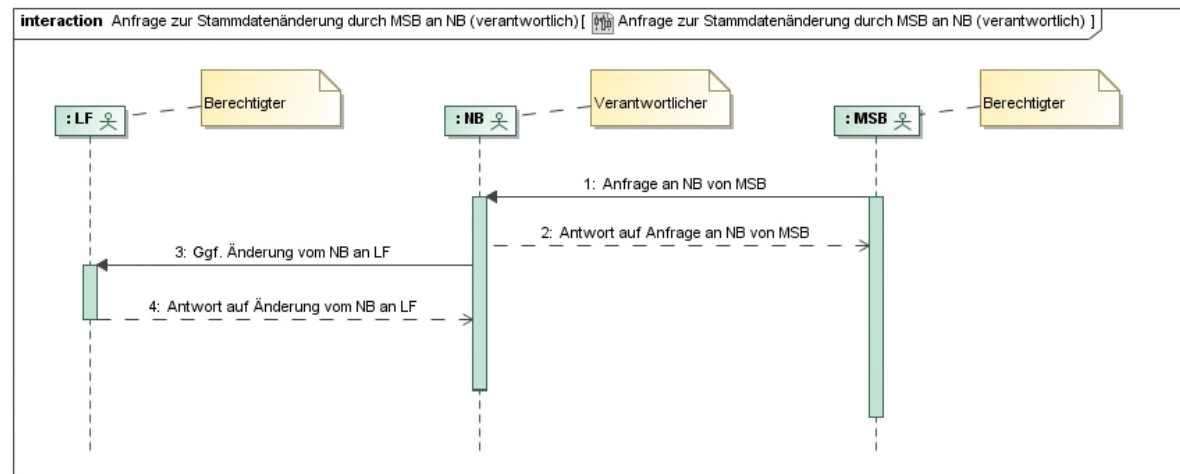 interaction Anfrage zur Stammdatenänderung durch MSB an NB (verantwortlich)[ Anfrage zur Stammdatenänderung durch MSB an NB (verantwortlich) ]
Berechtigter
Verantwortlicher
Berechtigter
: LF
: NB
: MSB
1: Anfrage an NB von MSB
2: Antwort auf Anfrage an NB von MSB
3: Ggf. Änderung vom NB an LF
4: Antwort auf Änderung vom NB an LF